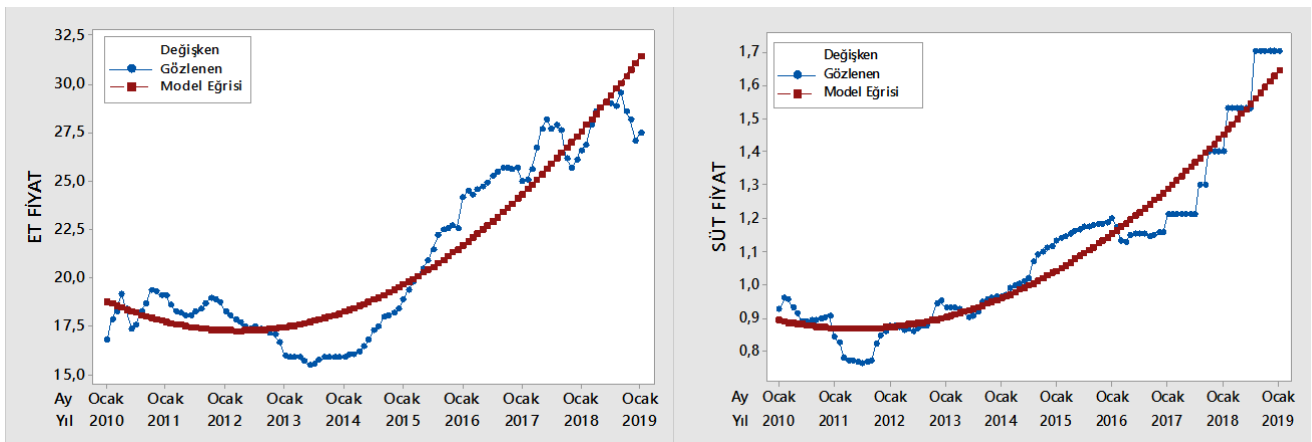 ET FİYAT
32,5
30,0
27,5
25,0
22,5
20,0
17,5
15,0
Değişken
Gözlenen
Model Eğrisi
Ay Ocak Ocak Ocak Ocak Ocak Ocak Ocak Ocak Ocak Ocak
Yıl 2010 2011 2012 2013 2014 2015 2016 2017 2018 2019
SÜT FİYAT
1,7
1,6
1,5
1,4
1,3
1,2
1,1
1,0
0,9
0,8
Değişken
Gözlenen
Model Eğrisi
Ay Ocak Ocak Ocak Ocak Ocak Ocak Ocak Ocak Ocak Ocak
Yıl 2010 2011 2012 2013 2014 2015 2016 2017 2018 2019